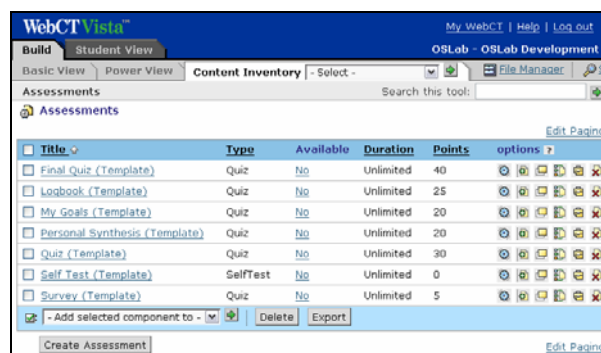 WebCT Vista™
My WebCT | Help | Log out
Build Student View OSLab - OSLab Development
Basic View Power View Content Inventory - Select - File Manager
Assessments Search this tool:
Assessments
Edit Paging
Title Type Available Duration Points options ?
Final Quiz (Template) Quiz No Unlimited 40
Logbook (Template) Quiz No Unlimited 25
My Goals (Template) Quiz No Unlimited 20
Personal Synthesis (Template) Quiz No Unlimited 20
Quiz (Template) Quiz No Unlimited 30
Self Test (Template) SelfTest No Unlimited 0
Survey (Template) Quiz No Unlimited 5
- Add selected component to - Delete Export
Create Assessment Edit Paging